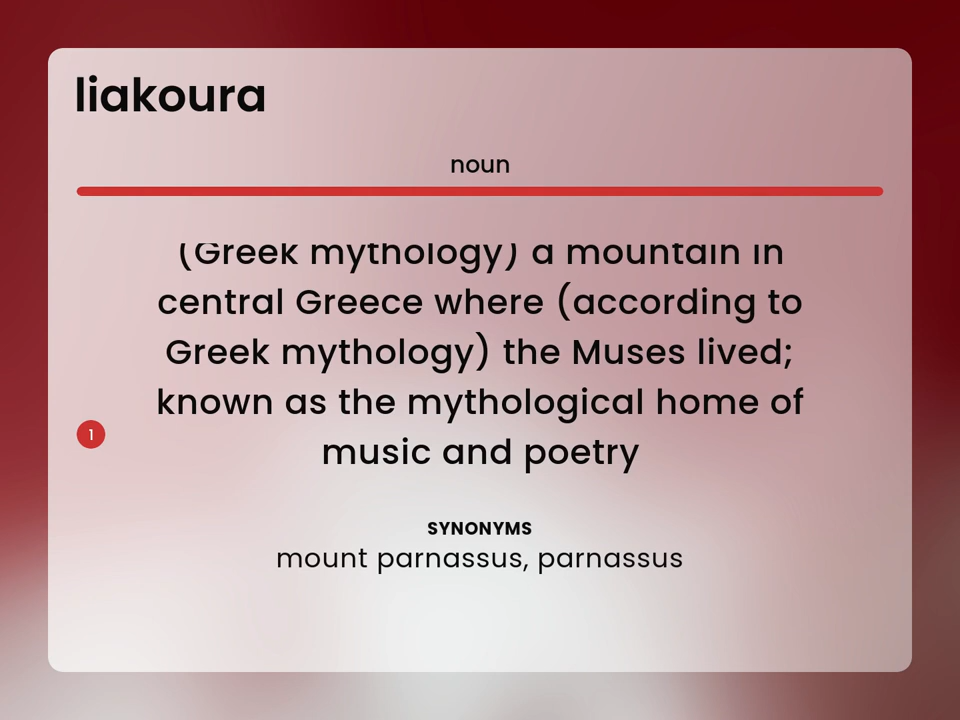 liakoura
noun
(Greek mythology) a mountain in
central Greece where (according to
Greek mythology) the Muses lived;
known as the mythological home of
1
music and poetry
SYNONYMS
mount parnassus, parnassus